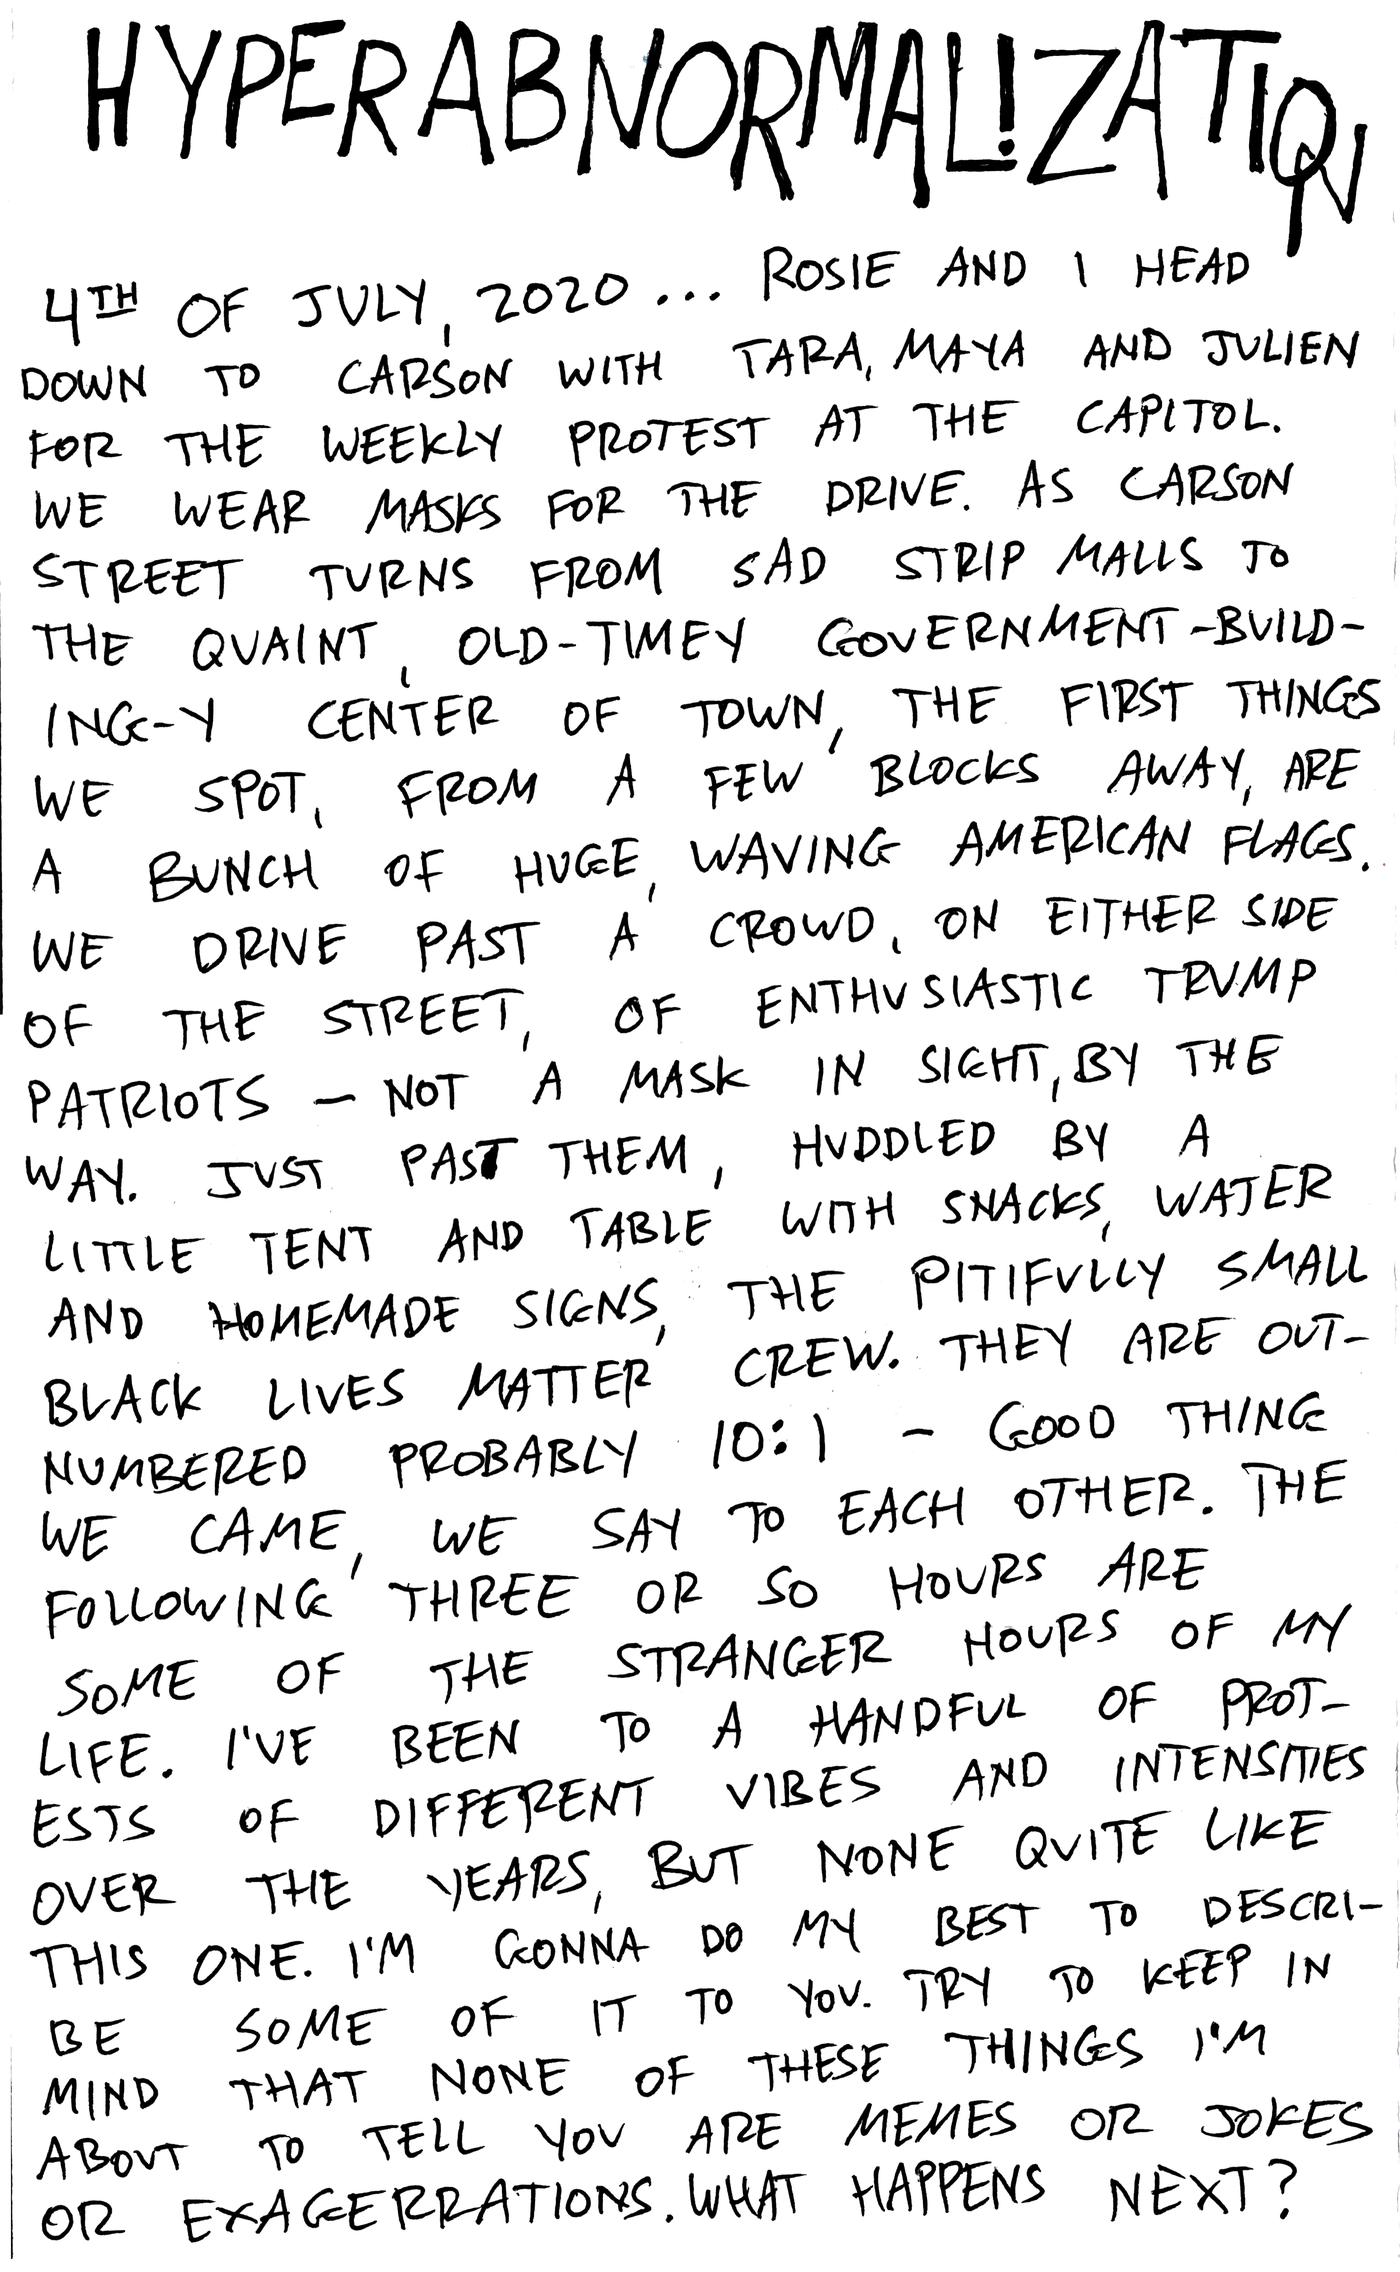 HYPERABNORMAL!ZATION
4TH OF JULY, 2020 ... ROSIE AND I HEAD
DOWN TO CARSON WITH TARA, MAYA AND JULIEN
FOR THE WEEKLY PROTEST AT THE CAPITOL.
WE WEAR MASKS FOR THE DRIVE. AS CARSON
STREET TURNS FROM SAD STRIP MALLS TO
THE QUAINT, OLD-TIMEY GOVERNMENT-BUILD-
ING-Y CENTER OF TOWN, THE FIRST THINGS
WE SPOT, FROM A FEW BLOCKS AWAY, ARE
A BUNCH OF HUGE, WAVING AMERICAN FLAGS.
WE DRIVE PAST A CROWD, ON EITHER SIDE
OF THE STREET, OF ENTHUSIASTIC TRUMP
PATRIOTS – NOT A MASK IN SIGHT, BY THE
WAY. JUST PAST THEM, HUDDLED BY A
LITTLE TENT AND TABLE WITH SNACKS, WATER
AND HOMEMADE SIGNS, THE PITIFULLY SMALL
BLACK LIVES MATTER CREW. THEY ARE OUT-
NUMBERED PROBABLY 10:1 – GOOD THING
WE CAME, WE SAY TO EACH OTHER. THE
FOLLOWING THREE OR SO HOURS ARE
SOME OF THE STRANGER HOURS OF MY
LIFE. I'VE BEEN TO A HANDFUL OF PROT-
ESTS OF DIFFERENT VIBES AND INTENSITIES
OVER THE YEARS, BUT NONE QUITE LIKE
THIS ONE. I'M GONNA DO MY BEST TO DESCRI-
BE SOME OF IT TO YOU. TRY TO KEEP IN
MIND THAT NONE OF THESE THINGS I'M
ABOUT TO TELL YOU ARE MEMES OR JOKES
OR EXAGERRATIONS. WHAT HAPPENS NEXT?